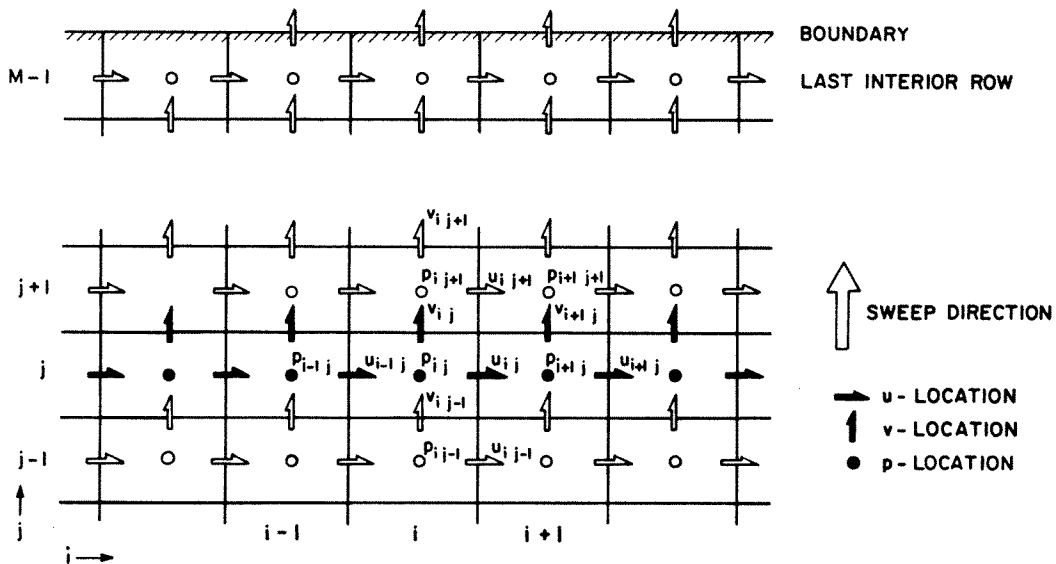 BOUNDARY
M-1
LAST INTERIOR ROW
v i j+1
j+1
p i j+1
u i j+1
p i+1 j+1
v i j
v i+1 j
SWEEP DIRECTION
j
p i-1 j
u i-1 j
p i j
u i j
p i+1 j
u i+1 j
u - LOCATION
v i j-1
v - LOCATION
j-1
p i j-1
u i j-1
p - LOCATION
j
i-1
i
i+1
i